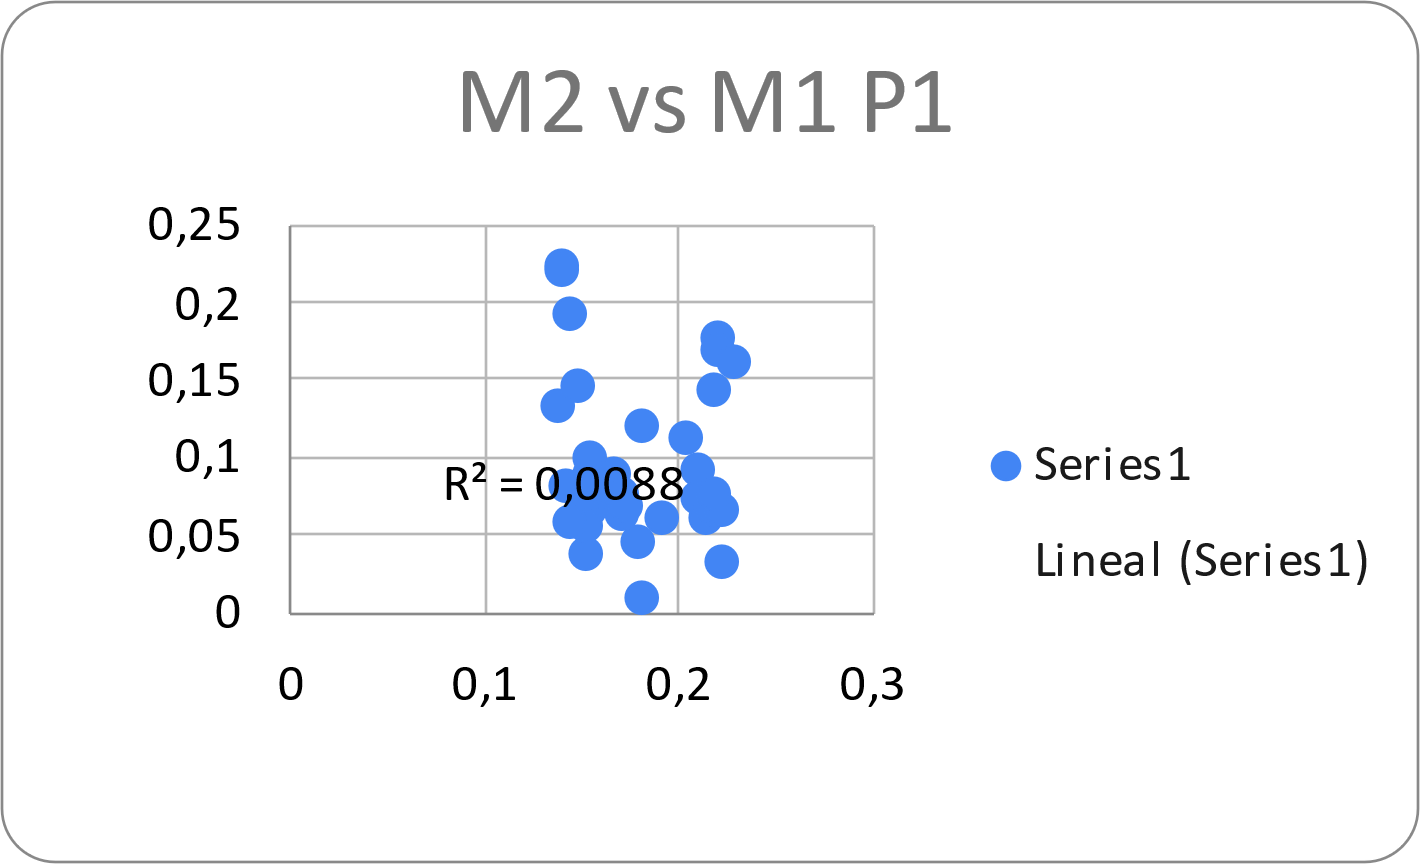 M2 vs M1 P1
0,25
0,2
0,15
0,1
0,05
0
R² = 0,0088
0 0,1 0,2 0,3
Series1
Lineal (Series1)